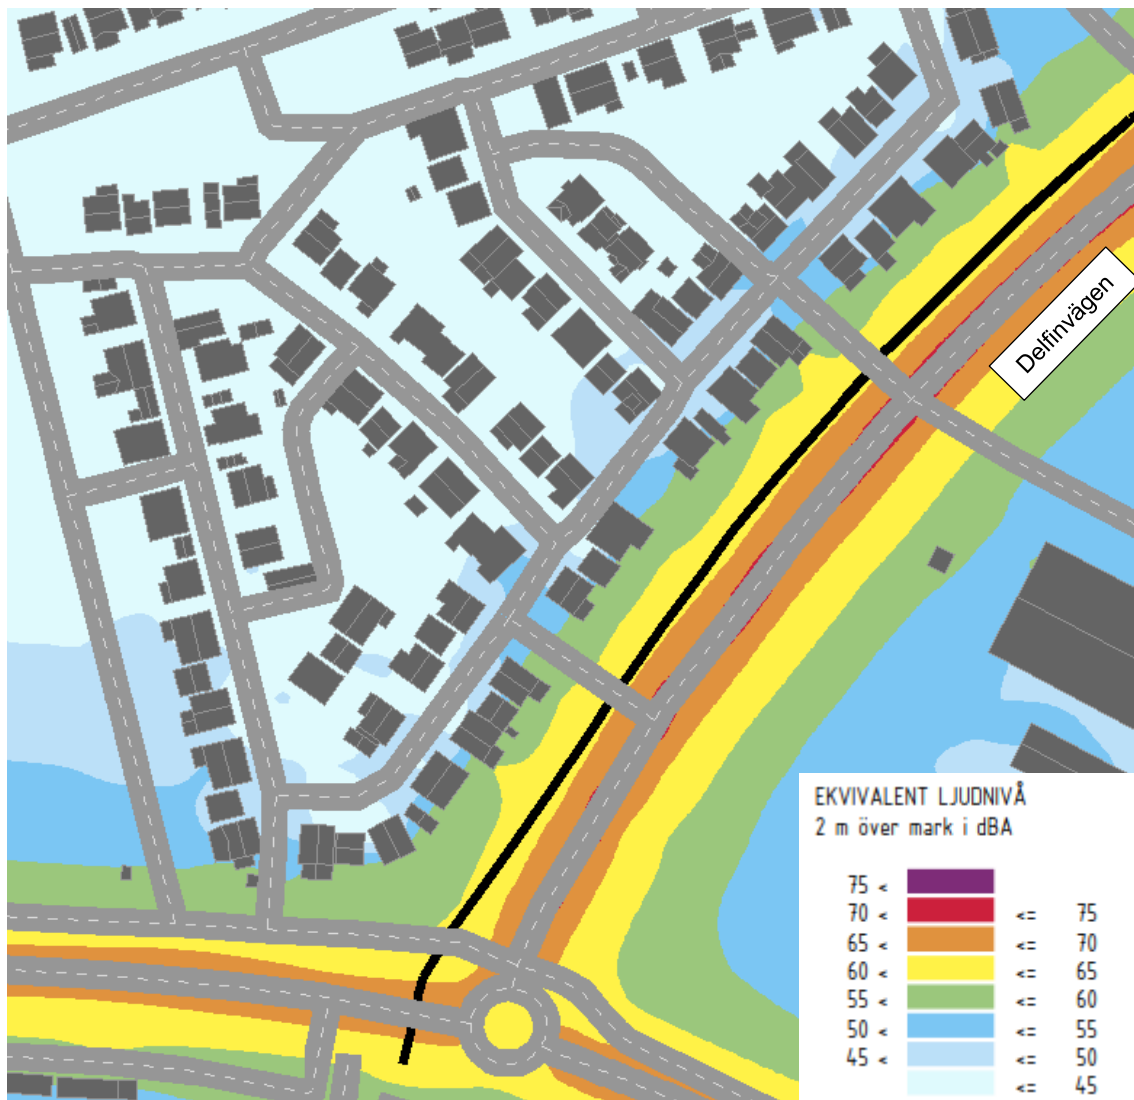 Delfinvägen
EKVIVALENT LJUDNIVÅ
2 m över mark i dBA
75 <
70 < <= 75
65 < <= 70
60 < <= 65
55 < <= 60
50 < <= 55
45 < <= 50
<= 45